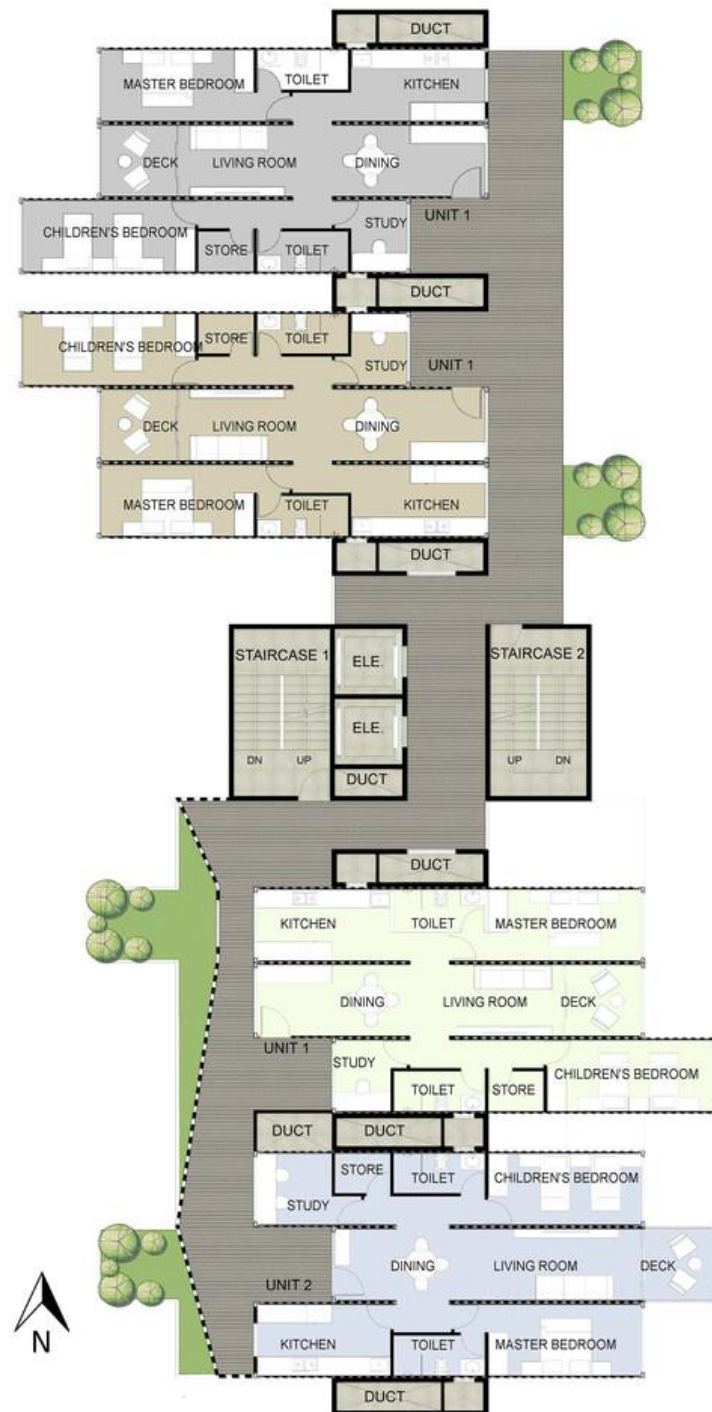 DUCT
MASTER BEDROOM
TOILET
KITCHEN
DECK
LIVING ROOM
DINING
UNIT 1
CHILDREN'S BEDROOM
STORE
TOILET
STUDY
DUCT
CHILDREN'S BEDROOM
STORE
TOILET
STUDY
UNIT 1
DECK
LIVING ROOM
DINING
MASTER BEDROOM
TOILET
KITCHEN
DUCT
STAIRCASE 1
ELE.
STAIRCASE 2
ELE.
DN
UP
UP
DN
DUCT
DUCT
KITCHEN
TOILET
MASTER BEDROOM
DINING
LIVING ROOM
DECK
UNIT 1
STUDY
TOILET
STORE
CHILDREN'S BEDROOM
DUCT
DUCT
STORE
TOILET
CHILDREN'S BEDROOM
STUDY
DINING
LIVING ROOM
DECK
UNIT 2
KITCHEN
TOILET
MASTER BEDROOM
N
DUCT